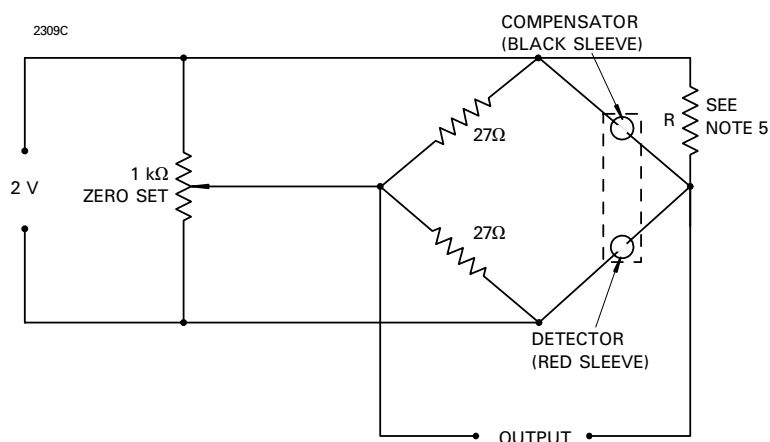 2309C
COMPENSATOR
(BLACK SLEEVE)
R
SEE
NOTE 5
27Ω
1 kΩ
ZERO SET
2 V
27Ω
DETECTOR
(RED SLEEVE)
OUTPUT